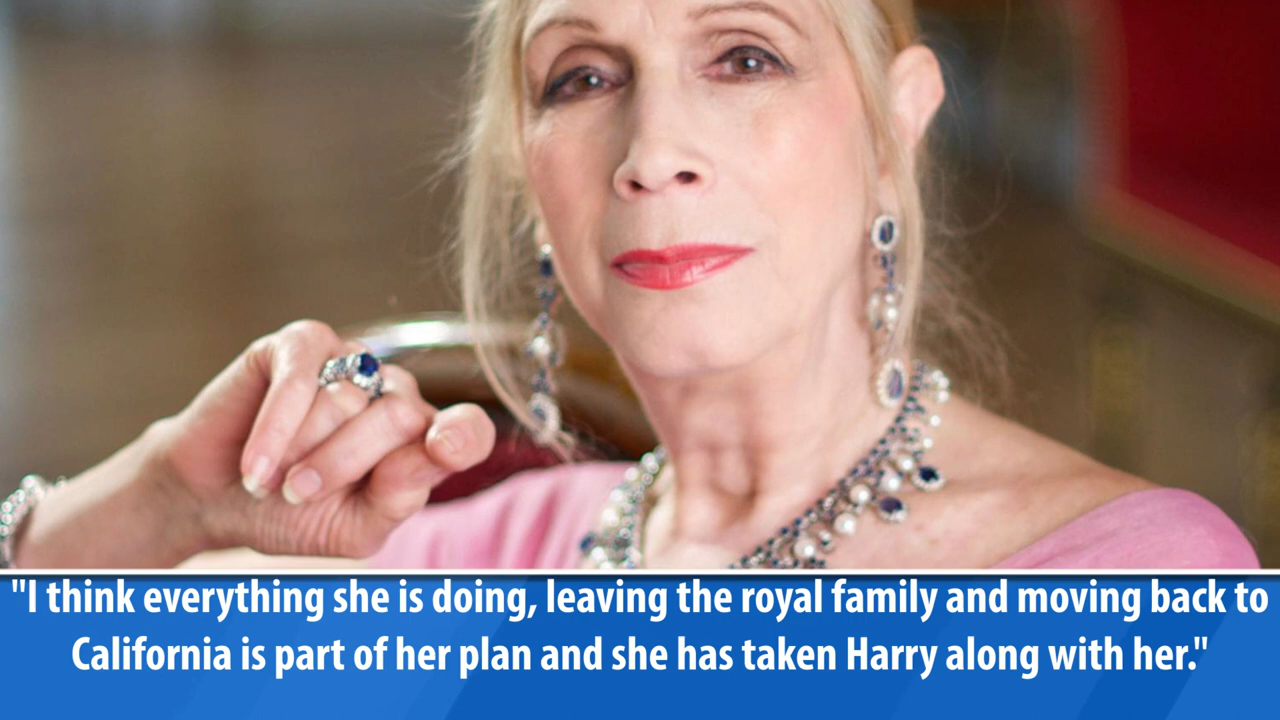 "I think everything she is doing, leaving the royal family and moving back to
California is part of her plan and she has taken Harry along with her."